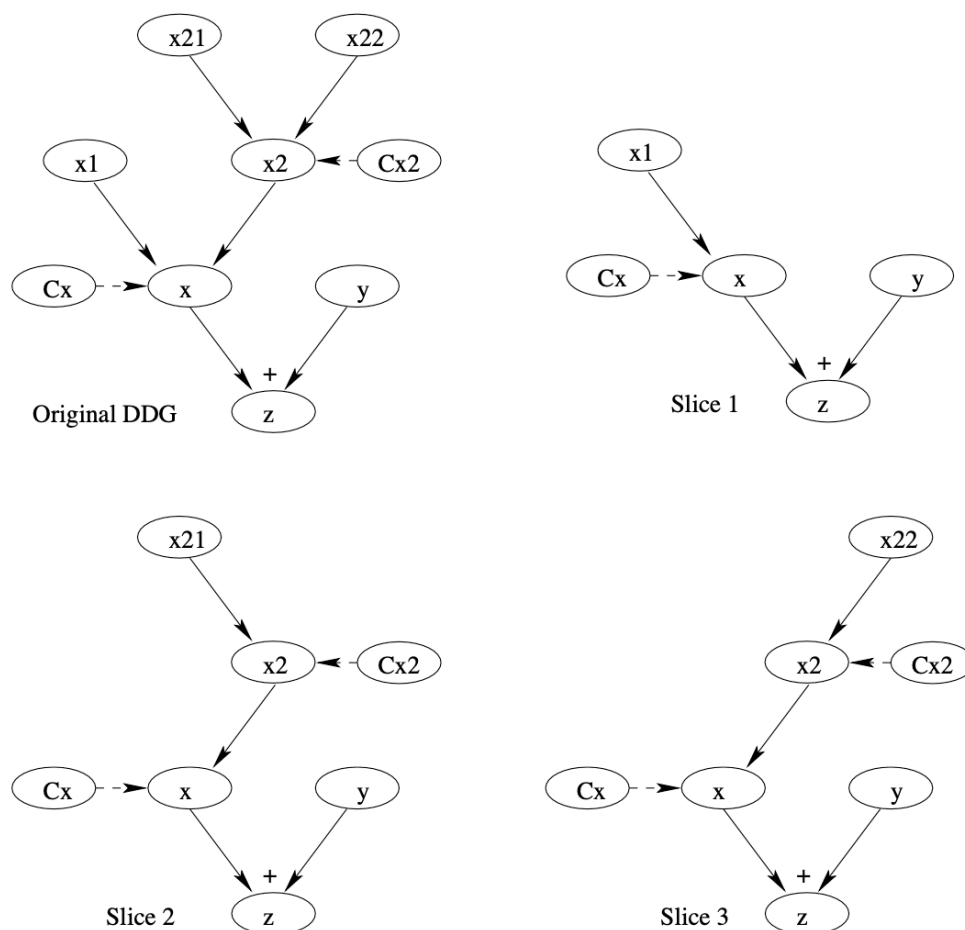 x21 x22
x1 x2 Cx2
Cx x y
+
z
Original DDG
x1
Cx x y
+
z
Slice 1
x21
x2 Cx2
Cx x y
+
z
Slice 2
x22
x2 Cx2
Cx x y
+
z
Slice 3